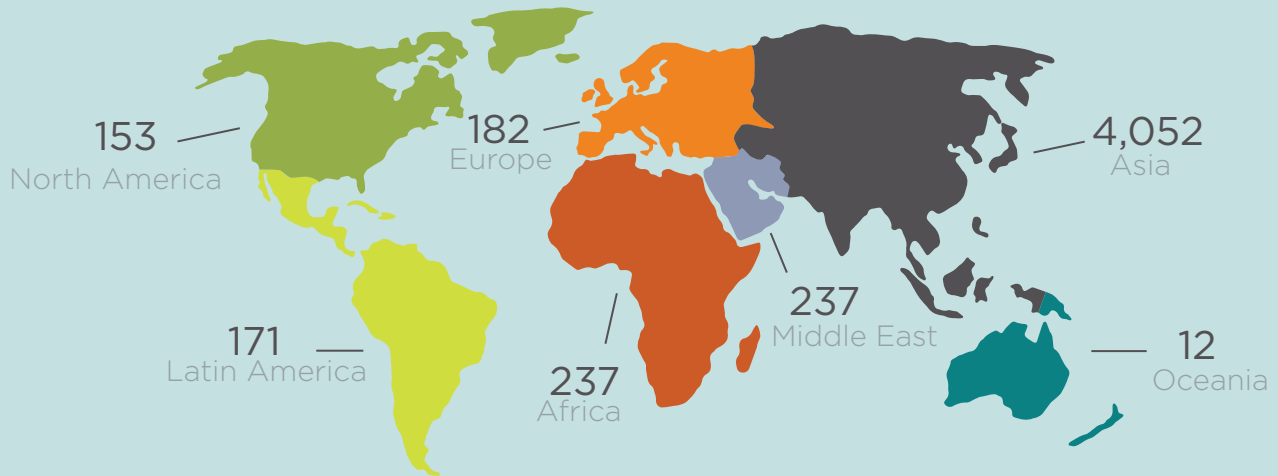 153
North America
182
Europe
4,052
Asia
237
Middle East
171
Latin America
237
Africa
12
Oceania